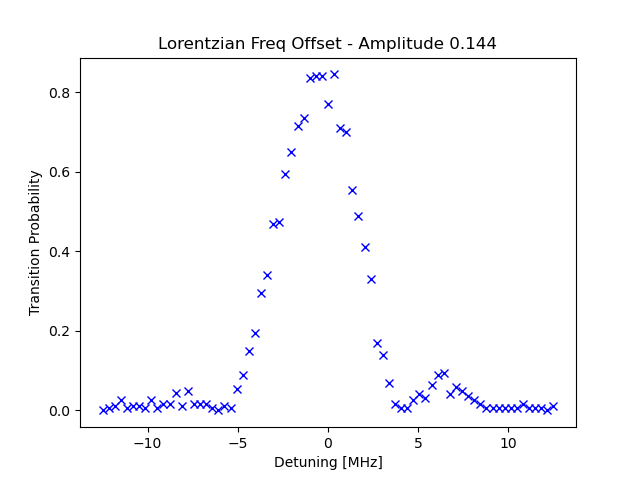 Lorentzian Freq Offset - Amplitude 0.144
Transition Probability
0.8
0.6
0.4
0.2
0.0
−10 −5 0 5 10
Detuning [MHz]